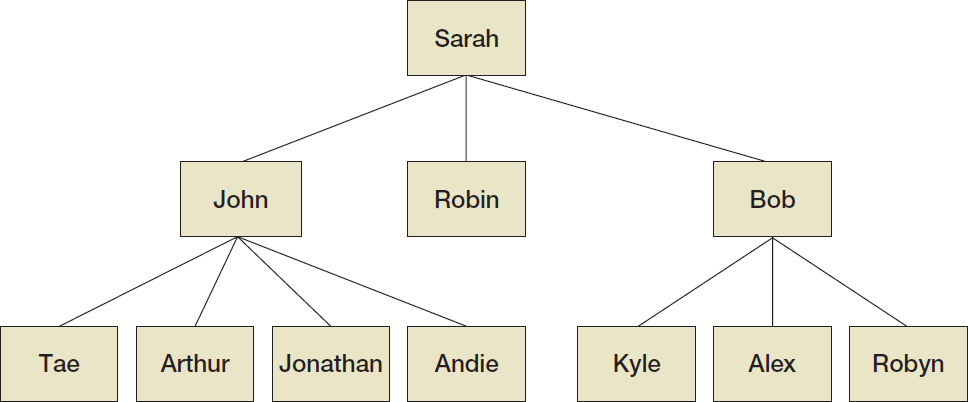 Sarah
John
Robin
Bob
Tae
Arthur
Jonathan
Andie
Kyle
Alex
Robyn